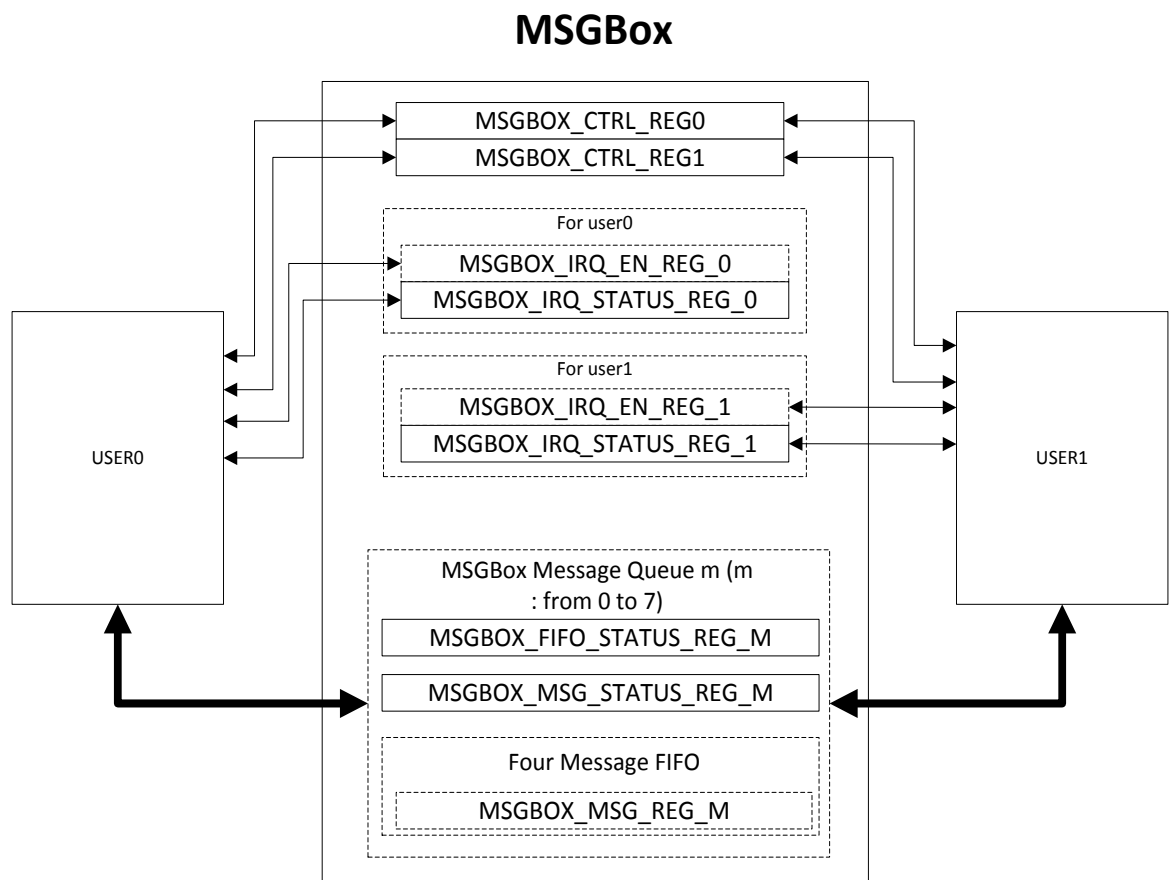 MSGBox
MSGBOX_CTRL_REG0
MSGBOX_CTRL_REG1
For user0
MSGBOX_IRQ_EN_REG_0
MSGBOX_IRQ_STATUS_REG_0
For user1
MSGBOX_IRQ_EN_REG_1
MSGBOX_IRQ_STATUS_REG_1
USER0
USER1
MSGBox Message Queue m (m
: from 0 to 7)
MSGBOX_FIFO_STATUS_REG_M
MSGBOX_MSG_STATUS_REG_M
Four Message FIFO
MSGBOX_MSG_REG_M